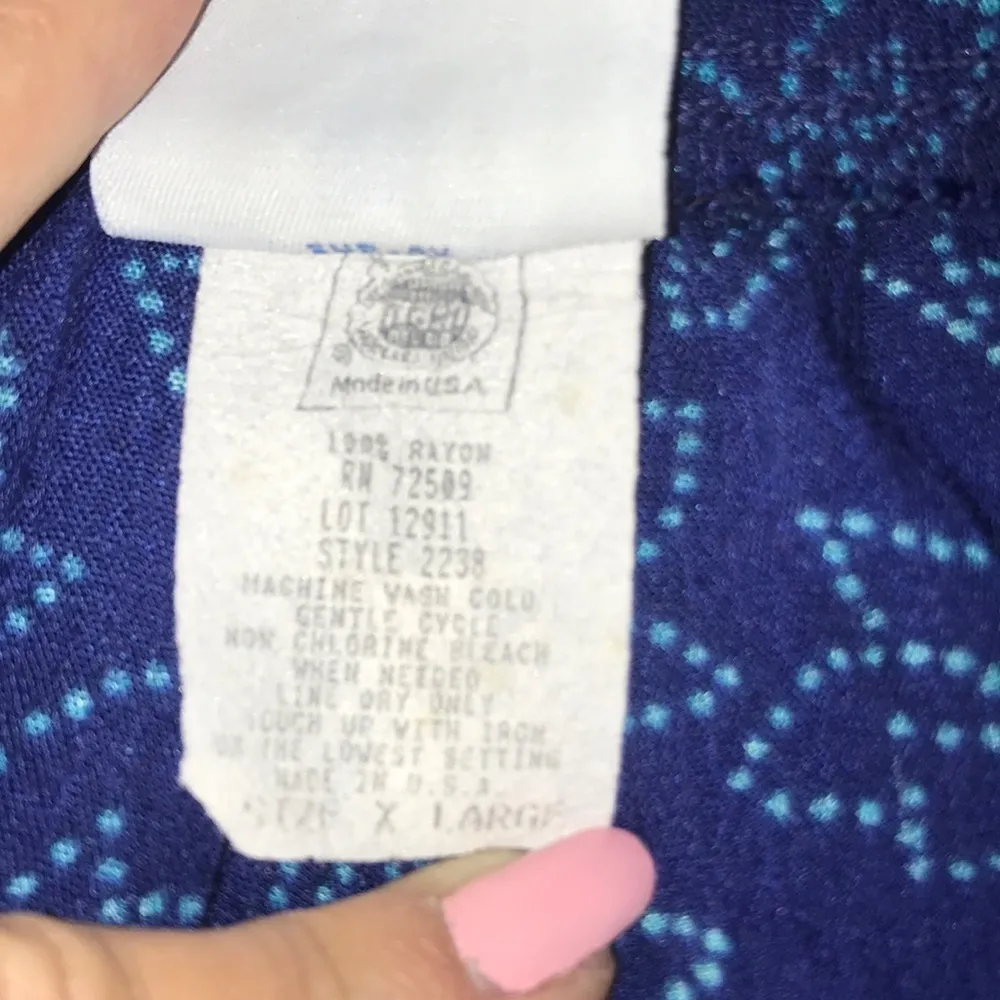 Made in U.S.A.
100% RAYON
RN 72509
LOT 12911
STYLE 2238
MACHINE WASH COLD
GENTLE CYCLE
NON CHLORINE BLEACH
WHEN NEEDED
LINE DRY ONLY
TOUCH UP WITH IRON
ON THE LOWEST SETTING
MADE IN U.S.A.
SIZE X LARGE